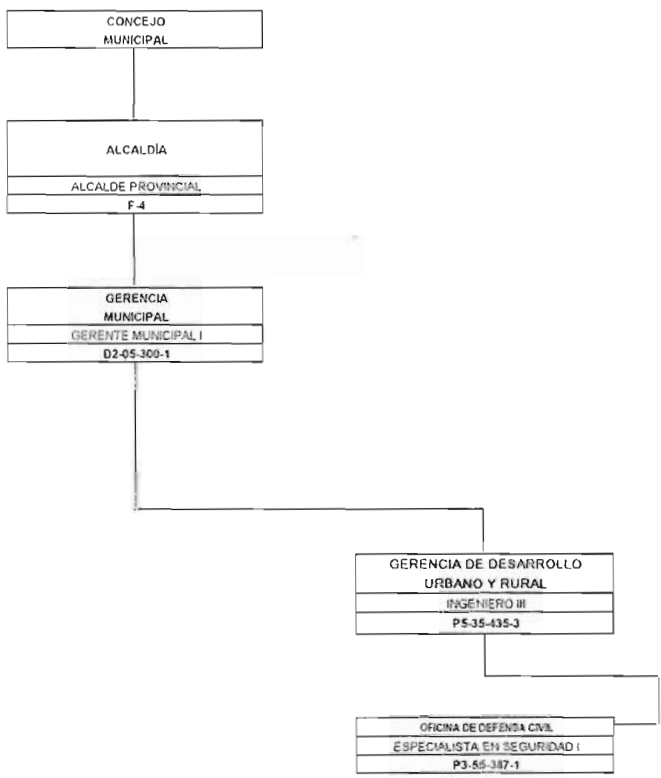 CONCEJO
MUNICIPAL
ALCALDÍA
ALCALDE PROVINCIAL
F-4
GERENCIA
MUNICIPAL
GERENTE MUNICIPAL I
D2-05-300-1
GERENCIA DE DESARROLLO
URBANO Y RURAL
INGENIERO III
P5-35-435-3
OFICINA DE DEFENSA CIVIL
ESPECIALISTA EN SEGURIDAD I
P3-55-387-1